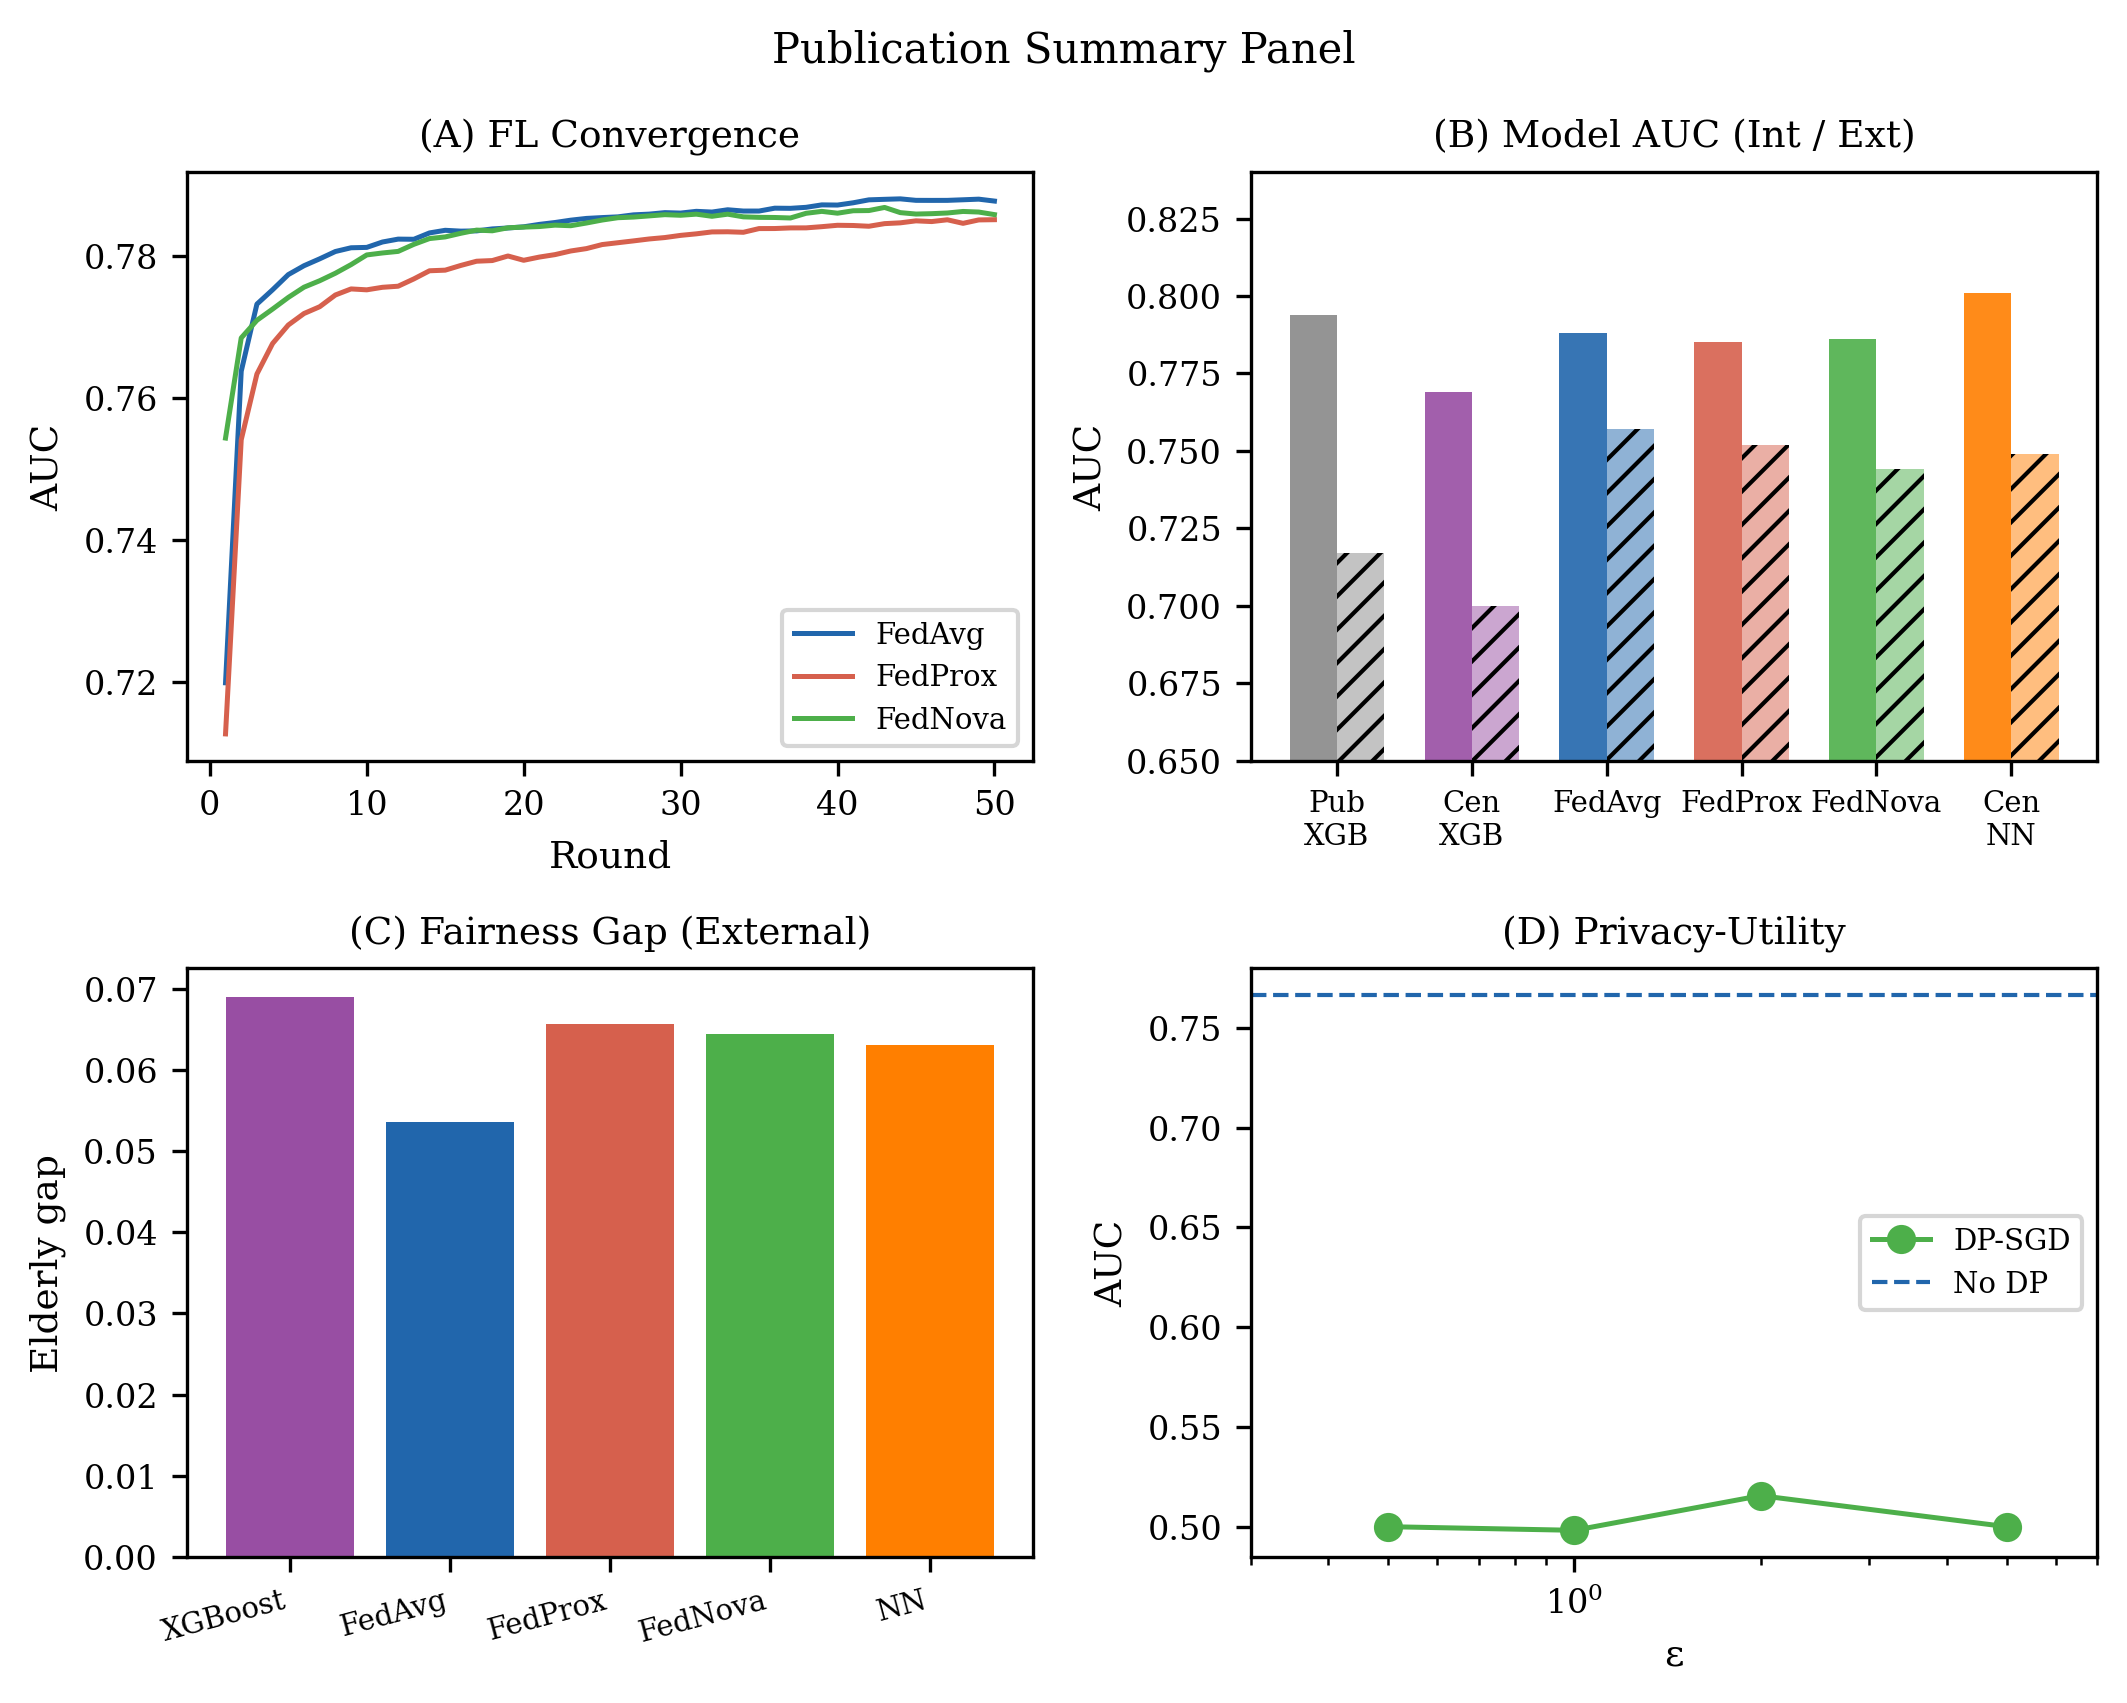 Publication Summary Panel
(A) FL Convergence
AUC
0.78
0.76
0.74
0.72
0
10
20
30
40
50
Round
FedAvg
FedProx
FedNova
(B) Model AUC (Int / Ext)
AUC
0.825
0.800
0.775
0.750
0.725
0.700
0.675
0.650
Pub
XGB
Cen
XGB
FedAvg
FedProx
FedNova
Cen
NN
(C) Fairness Gap (External)
Elderly gap
0.07
0.06
0.05
0.04
0.03
0.02
0.01
0.00
XGBoost
FedAvg
FedProx
FedNova
NN
(D) Privacy-Utility
AUC
0.75
0.70
0.65
0.60
0.55
0.50
DP-SGD
No DP
10⁰
ε